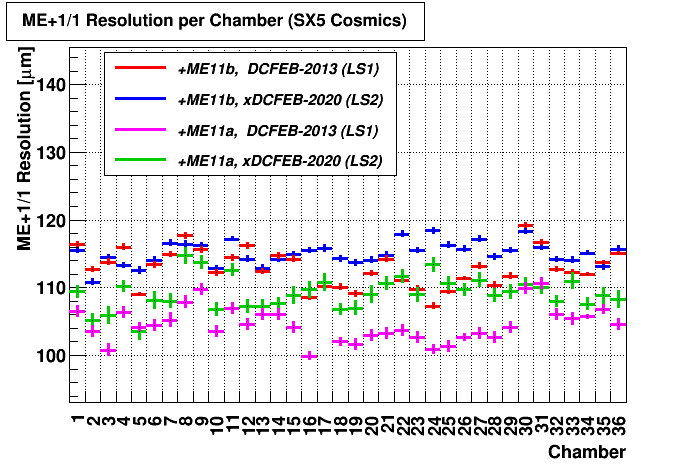 ME+1/1 Resolution per Chamber (SX5 Cosmics)
ME+1/1 Resolution [μm]
140
130
120
110
100
+ME11b, DCFEB-2013 (LS1)
+ME11b, xDCFEB-2020 (LS2)
+ME11a, DCFEB-2013 (LS1)
+ME11a, xDCFEB-2020 (LS2)
1 2 3 4 5 6 7 8 9 10 11 12 13 14 15 16 17 18 19 20 21 22 23 24 25 26 27 28 29 30 31 32 33 34 35 36
Chamber